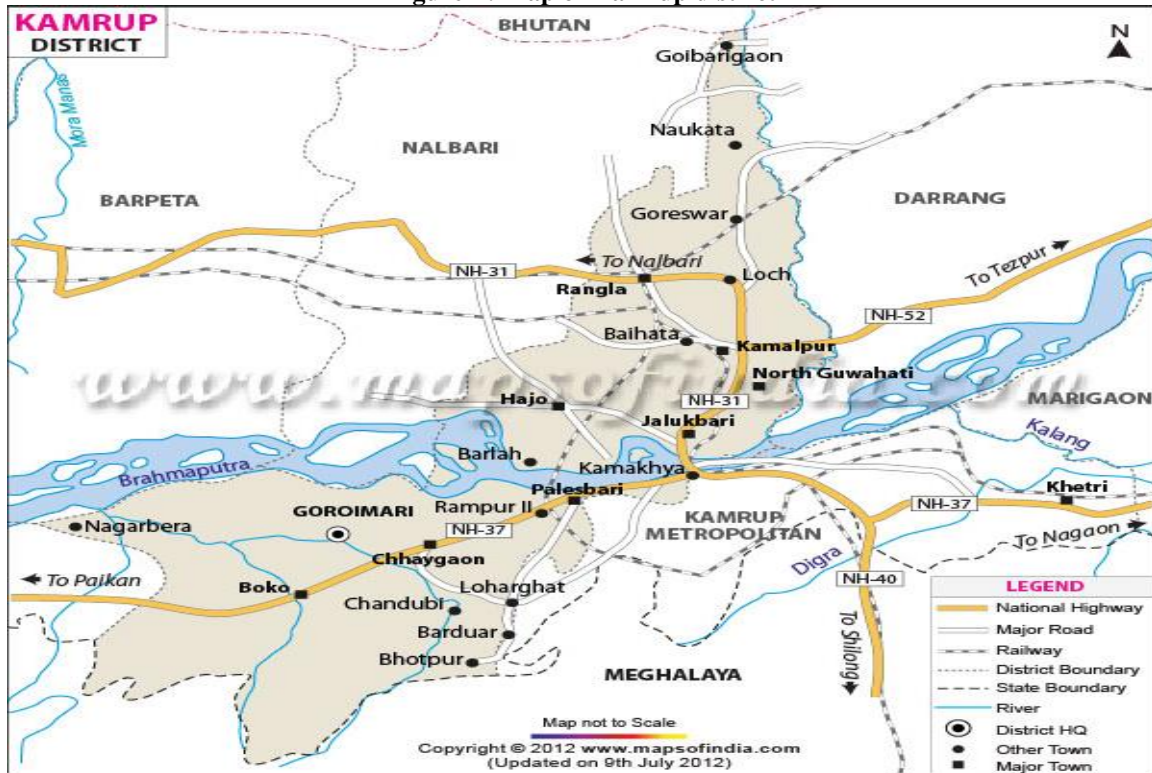 KAMRUP
DISTRICT
BHUTAN
N
Goibarigaon
Mora Manas
Naukata
NALBARI
BARPETA
DARRANG
Goreswar
To Nalbari
To Tezpur
NH-31
Rangla
Loch
NH-52
Baihata
Kamalpur
www.mapsofindia.com
North Guwahati
MARIGAON
Hajo
NH-31
Jalukbari
Kalang
Barlah
Kamakhya
Brahmaputra
Palesbari
Khetri
Nagarbera
GOROIMARI
Rampur II
NH-37
KAMRUP
METROPOLITAN
NH-37
NH-37
To Nagaon
Chhaygaon
Digra
To Paikan
Boko
Loharghat
NH-40
Chandubi
Barduar
To Shilong
Bhotpur
MEGHALAYA
LEGEND
National Highway
Major Road
Railway
District Boundary
State Boundary
River
District HQ
Other Town
Major Town
Map not to Scale
Copyright © 2012 www.mapsofindia.com
(Updated on 9th July 2012)